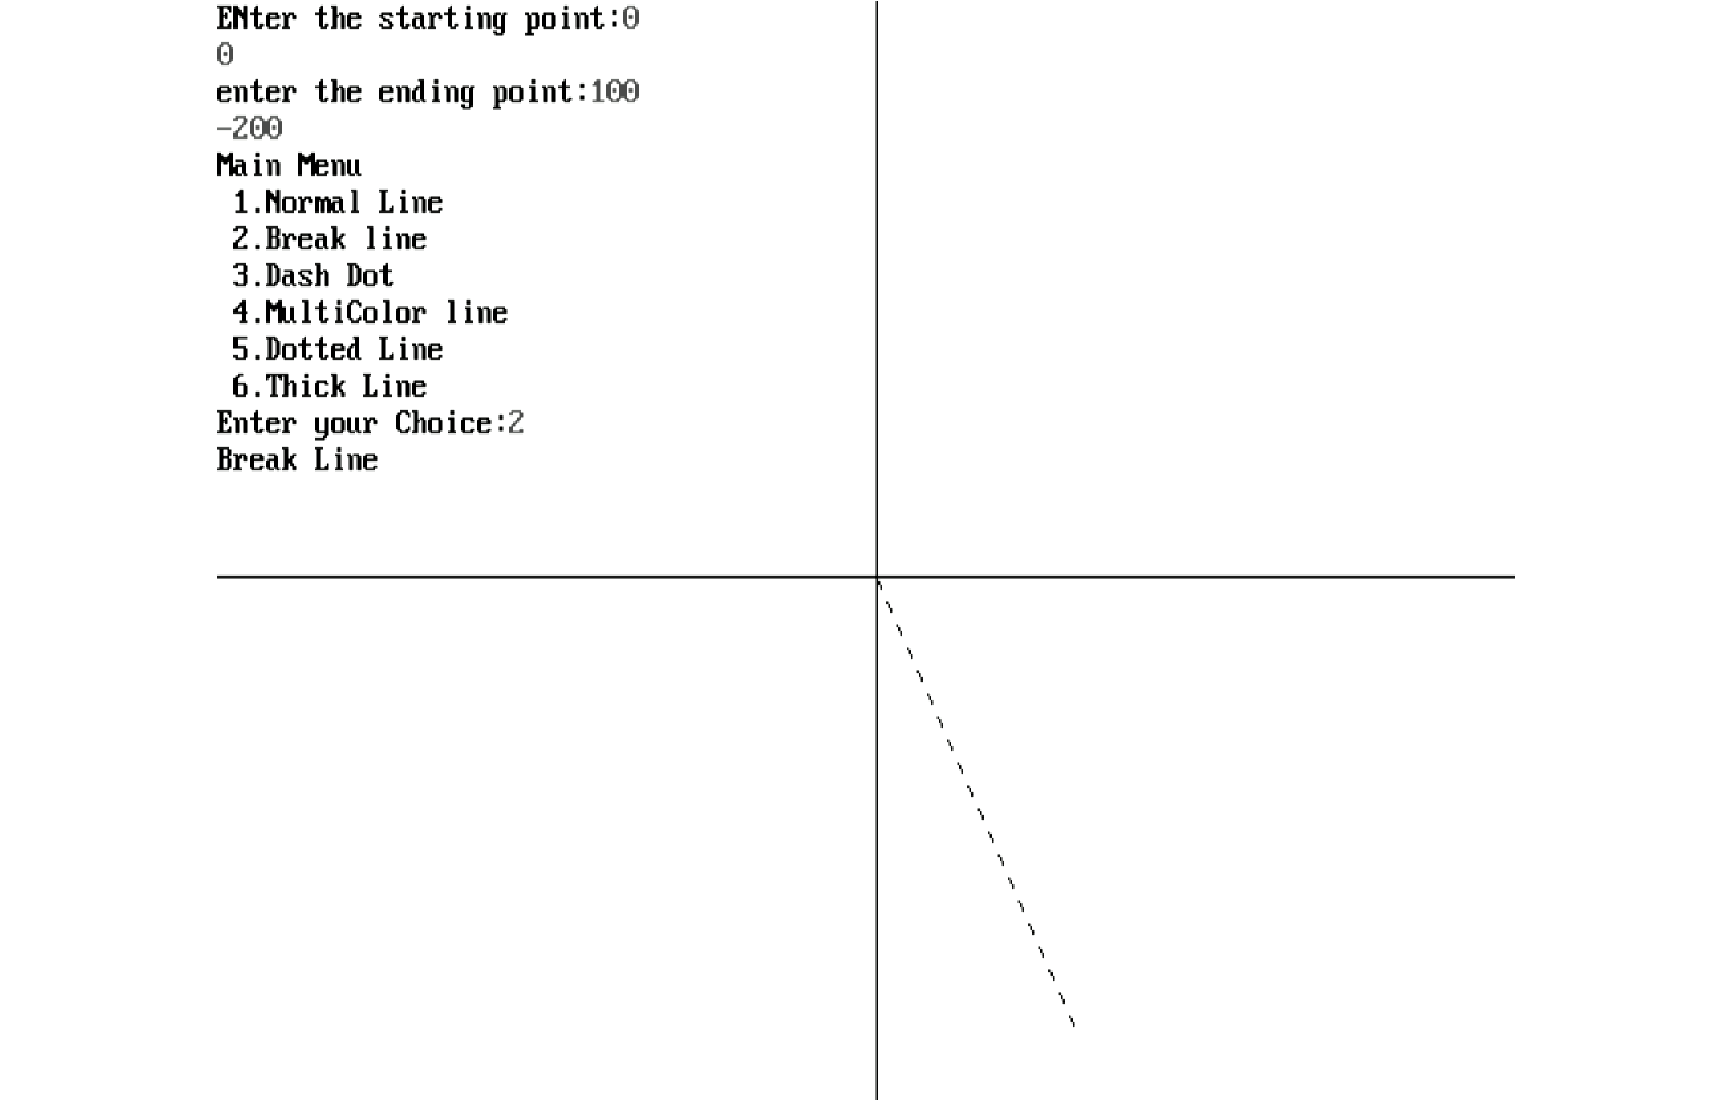 ENter the starting point:0
0
enter the ending point:100
-200
Main Menu
1.Normal Line
2.Break line
3.Dash Dot
4.MultiColor line
5.Dotted Line
6.Thick Line
Enter your Choice:2
Break Line